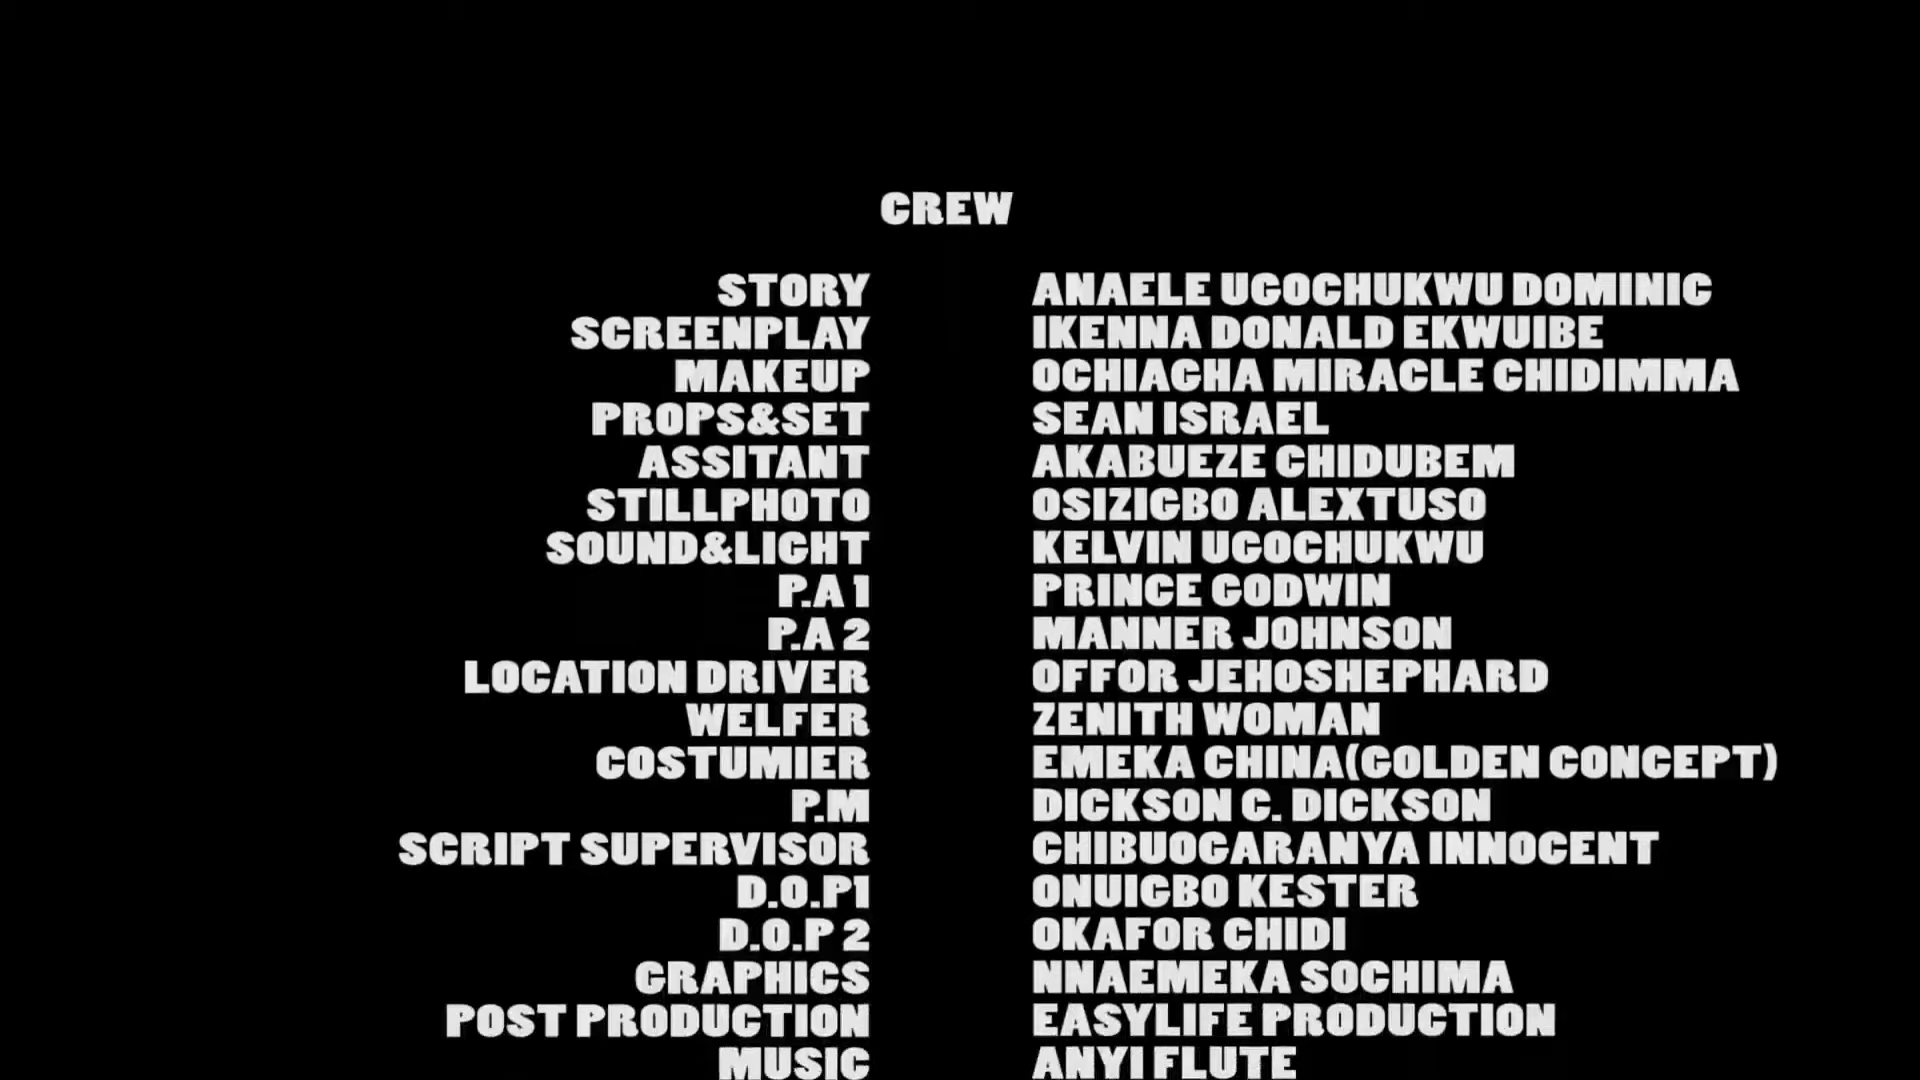 CREW
STORY ANAELE UGOCHUKWU DOMINIC
SCREENPLAY IKENNA DONALD EKWUIBE
MAKEUP OCHIAGHA MIRACLE CHIDIMMA
PROPS&SET SEAN ISRAEL
ASSITANT AKABUEZE CHIDUBEM
STILLPHOTO OSIZIGBO ALEXTUSO
SOUND&LIGHT KELVIN UGOCHUKWU
P.A 1 PRINCE GODWIN
P.A 2 MANNER JOHNSON
LOCATION DRIVER OFFOR JEHOSHEPHARD
WELFER ZENITH WOMAN
COSTUMIER EMEKA CHINA(GOLDEN CONCEPT)
P.M DICKSON C. DICKSON
SCRIPT SUPERVISOR CHIBUOGARANYA INNOCENT
D.O.P1 ONUIGBO KESTER
D.O.P 2 OKAFOR CHIDI
GRAPHICS NNAEMEKA SOCHIMA
POST PRODUCTION EASYLIFE PRODUCTION
MUSIC ANYI FLUTE